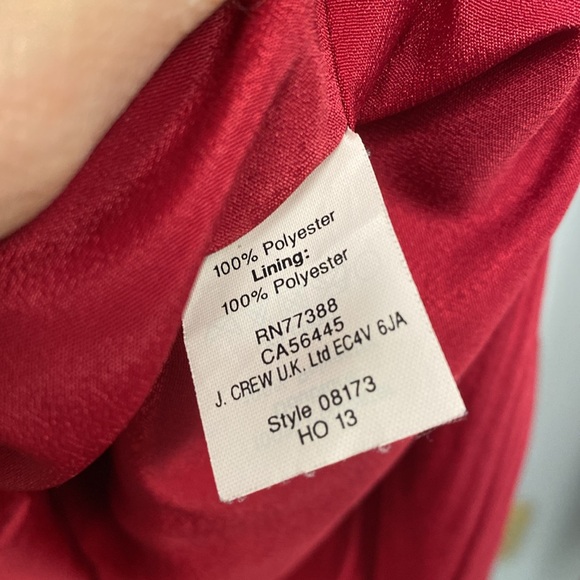 100% Polyester
Lining:
100% Polyester
RN77388
CA56445
J. CREW U.K. Ltd EC4V 6JA
Style 08173
HO 13